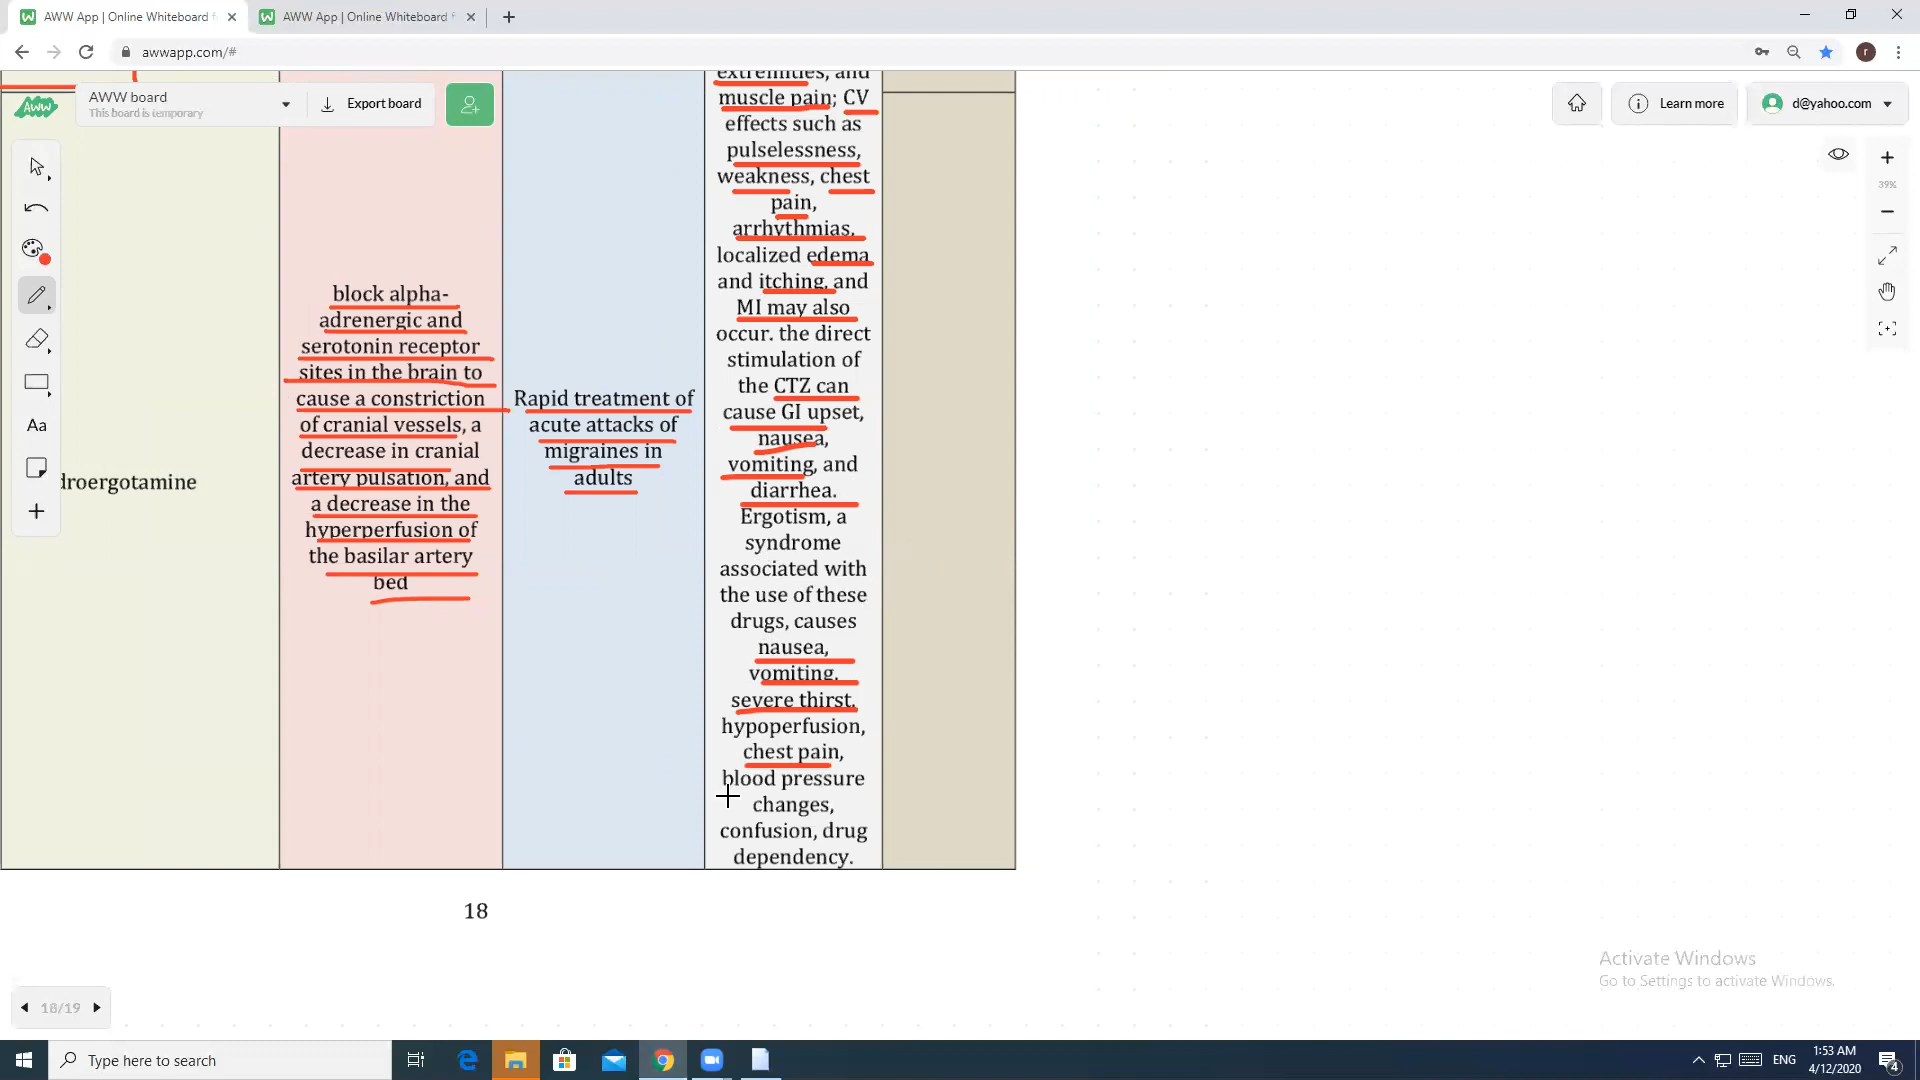 AWW App | Online Whiteboard f
AWW App | Online Whiteboard f
awwapp.com/#
AWW
AWW board
This board is temporary
Export board
Learn more
d@yahoo.com
39%
Aa
droergotamine
block alpha-
adrenergic and
serotonin receptor
sites in the brain to
cause a constriction
of cranial vessels, a
decrease in cranial
artery pulsation, and
a decrease in the
hyperperfusion of
the basilar artery
bed
Rapid treatment of
acute attacks of
migraines in
adults
extremities, and
muscle pain; CV
effects such as
pulselessness,
weakness, chest
pain,
arrhythmias,
localized edema
and itching, and
MI may also
occur. the direct
stimulation of
the CTZ can
cause GI upset,
nausea,
vomiting, and
diarrhea.
Ergotism, a
syndrome
associated with
the use of these
drugs, causes
nausea,
vomiting,
severe thirst,
hypoperfusion,
chest pain,
blood pressure
changes,
confusion, drug
dependency.
18
Activate Windows
Go to Settings to activate Windows.
18/19
Type here to search
ENG
1:53 AM
4/12/2020
4